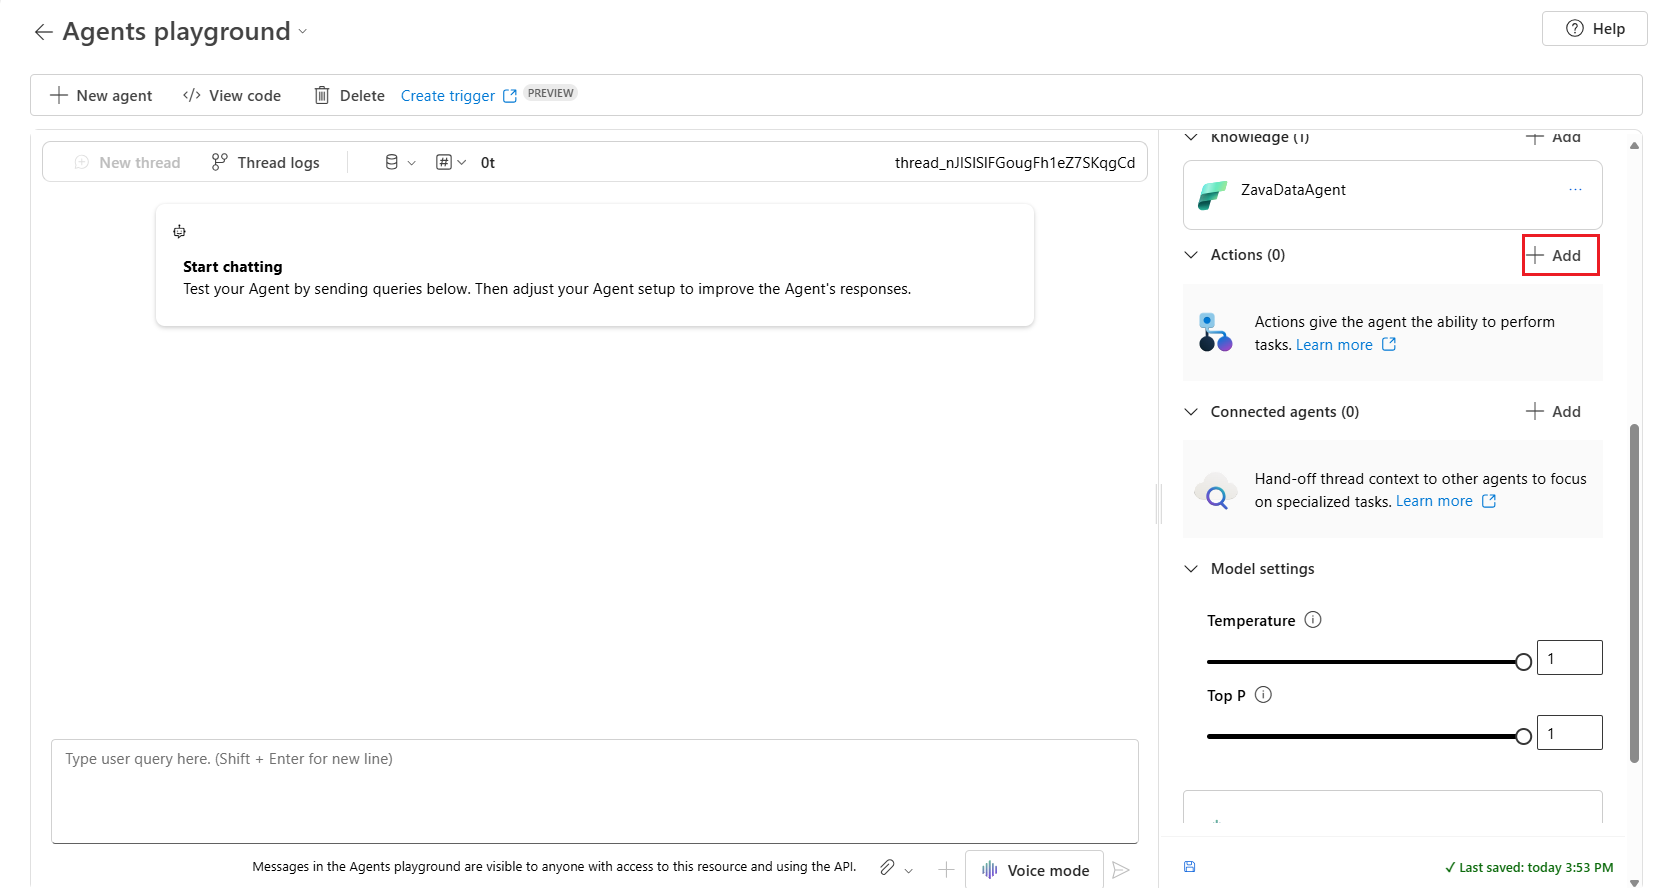 Agents playground
Help
New agent
View code
Delete
Create trigger
PREVIEW
New thread
Thread logs
0t
thread_nJlSISIFGougFh1eZ7SKqgCd
Start chatting
Test your Agent by sending queries below. Then adjust your Agent setup to improve the Agent's responses.
Type user query here. (Shift + Enter for new line)
Messages in the Agents playground are visible to anyone with access to this resource and using the API.
Voice mode
Knowledge (1)
Add
ZavaDataAgent
...
Actions (0)
Add
Actions give the agent the ability to perform
tasks. Learn more
Connected agents (0)
Add
Hand-off thread context to other agents to focus
on specialized tasks. Learn more
Model settings
Temperature
1
Top P
1
Last saved: today 3:53 PM